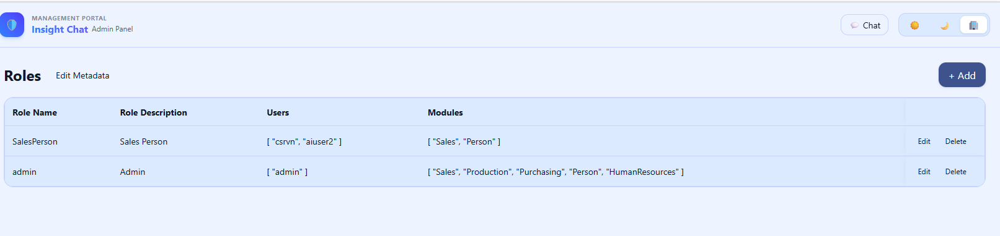 MANAGEMENT PORTAL
Insight Chat Admin Panel
Chat
Roles Edit Metadata
+ Add
Role Name Role Description Users Modules
SalesPerson Sales Person [ "csrvn", "aiuser2" ] [ "Sales", "Person" ] Edit Delete
admin Admin [ "admin" ] [ "Sales", "Production", "Purchasing", "Person", "HumanResources" ] Edit Delete